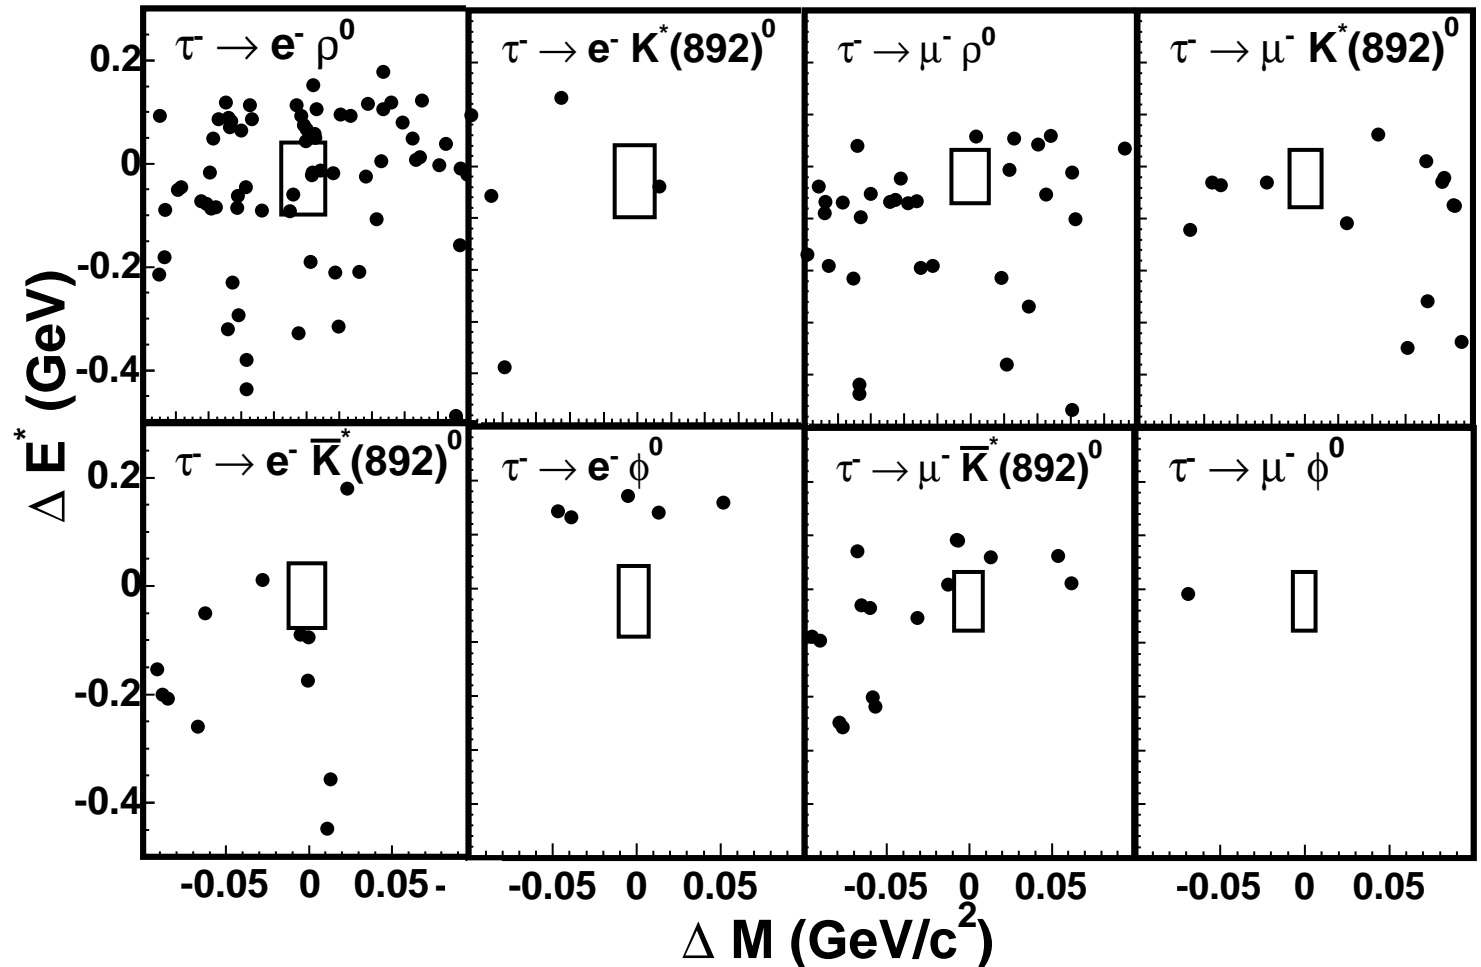 τ⁻ → e⁻ ρ⁰
τ⁻ → e⁻ K*(892)⁰
τ⁻ → μ⁻ ρ⁰
τ⁻ → μ⁻ K*(892)⁰
0.2
0
-0.2
-0.4
τ⁻ → e⁻ K̅*(892)⁰
τ⁻ → e⁻ ϕ⁰
τ⁻ → μ⁻ K̅*(892)⁰
τ⁻ → μ⁻ ϕ⁰
0.2
0
-0.2
-0.4
Δ E* (GeV)
-0.05 0 0.05 -
-0.05 0 0.05
-0.05 0 0.05
-0.05 0 0.05
Δ M (GeV/c²)